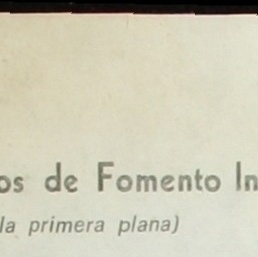 os de Fomento In
la primera plana)